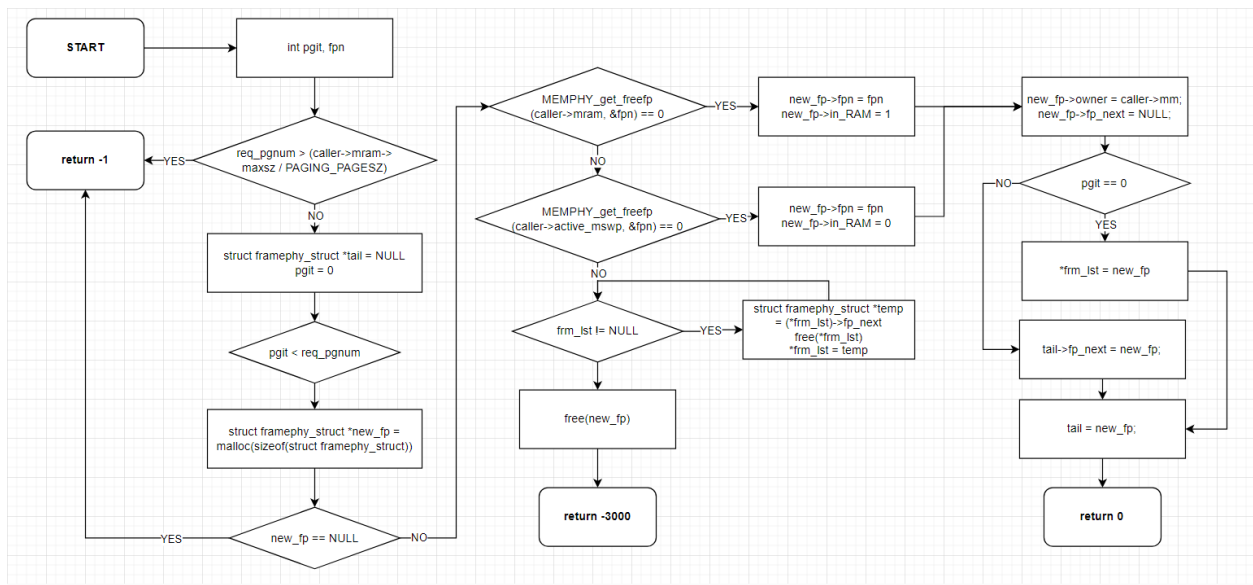 START
int pgit, fpn
req_pgnum > (caller->mram->
maxsz / PAGING_PAGESZ)
YES
return -1
NO
struct framephy_struct *tail = NULL
pgit = 0
pgit < req_pgnum
struct framephy_struct *new_fp =
malloc(sizeof(struct framephy_struct))
new_fp == NULL
YES
NO
MEMPHY_get_freefp
(caller->mram, &fpn) == 0
YES
new_fp->fpn = fpn
new_fp->in_RAM = 1
NO
MEMPHY_get_freefp
(caller->active_mswp, &fpn) == 0
YES
new_fp->fpn = fpn
new_fp->in_RAM = 0
NO
frm_lst != NULL
YES
struct framephy_struct *temp
= (*frm_lst)->fp_next
free(*frm_lst)
*frm_lst = temp
free(new_fp)
return -3000
new_fp->owner = caller->mm;
new_fp->fp_next = NULL;
pgit == 0
NO
YES
*frm_lst = new_fp
tail->fp_next = new_fp;
tail = new_fp;
return 0